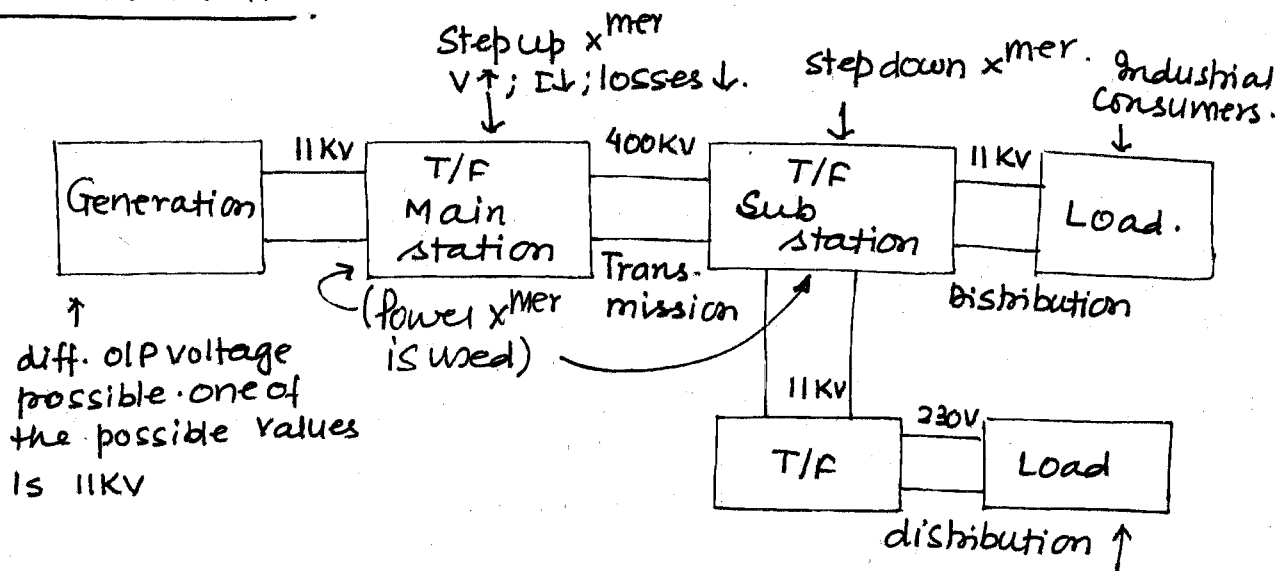 Step up x^mer
V↑; I↓; losses ↓.
step down x^mer.
Industrial
consumers.
11KV
400KV
11KV
Generation
T/F
Main
station
T/F
Sub
station
Load.
Trans-
mission
Distribution
(Power x^mer
is used)
diff. O/P voltage
possible. one of
the possible values
Is 11KV
11KV
230V
T/F
Load
distribution